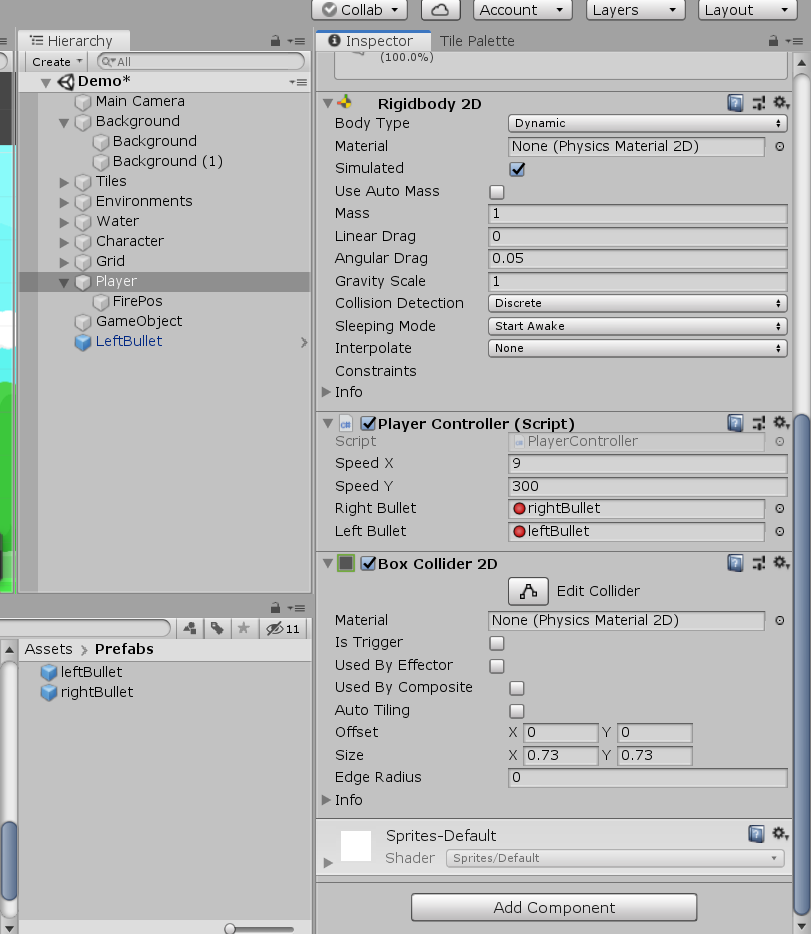 Collab
Account
Layers
Layout
Hierarchy
Create
All
Demo*
Main Camera
Background
Background
Background (1)
Tiles
Environments
Water
Character
Grid
Player
FirePos
GameObject
LeftBullet
11
Assets > Prefabs
leftBullet
rightBullet
Inspector
Tile Palette
(100.0%)
Rigidbody 2D
Body Type Dynamic
Material None (Physics Material 2D)
Simulated
Use Auto Mass
Mass 1
Linear Drag 0
Angular Drag 0.05
Gravity Scale 1
Collision Detection Discrete
Sleeping Mode Start Awake
Interpolate None
Constraints
Info
Player Controller (Script)
Script PlayerController
Speed X 9
Speed Y 300
Right Bullet rightBullet
Left Bullet leftBullet
Box Collider 2D
Edit Collider
Material None (Physics Material 2D)
Is Trigger
Used By Effector
Used By Composite
Auto Tiling
Offset X 0 Y 0
Size X 0.73 Y 0.73
Edge Radius 0
Info
Sprites-Default
Shader Sprites/Default
Add Component